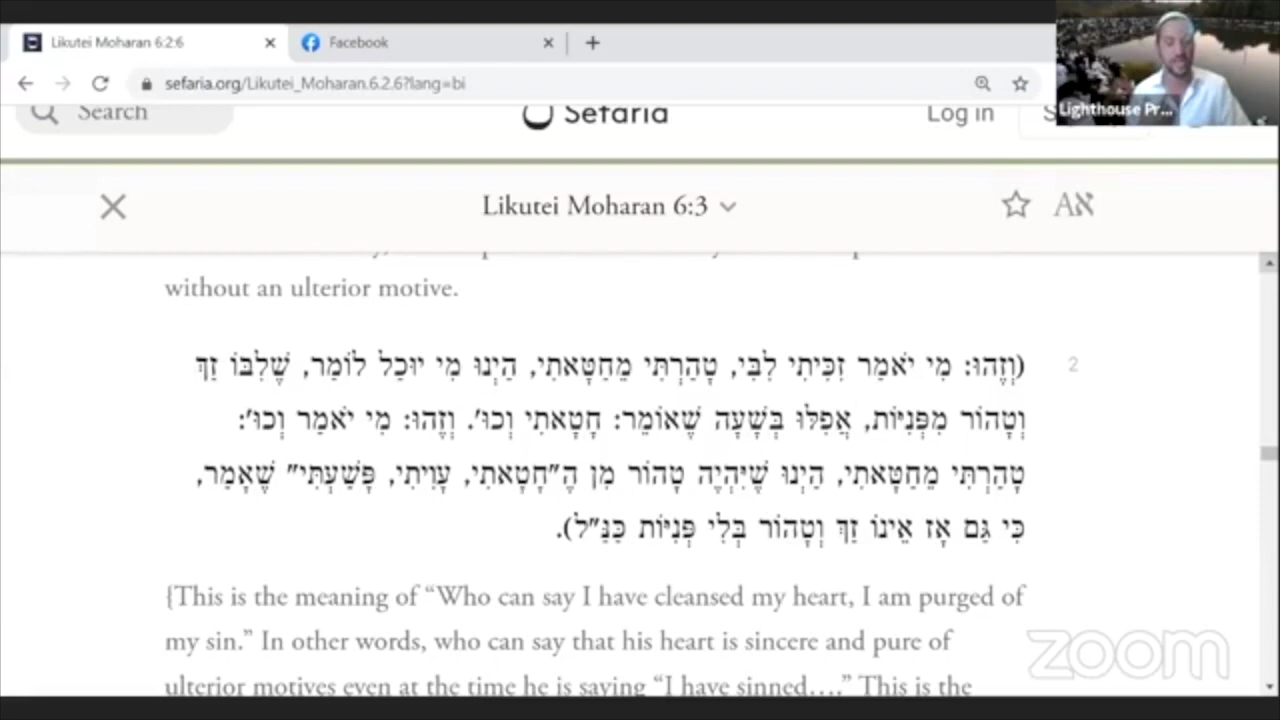 Likutei Moharan 6:2:6
Facebook
sefaria.org/Likutei_Moharan.6.2.6?lang=bi
Search
Sefaria
Log in
Lighthouse Pr...
Likutei Moharan 6:3
without an ulterior motive.
2
(וְזֶהוּ: מִי יֹאמַר זִכִּיתִי לִבִּי, טָהַרְתִּי מֵחַטָּאתִי, הַיְנוּ מִי יוּכַל לוֹמַר, שֶׁלִּבּוֹ זַךְ
וְטָהוֹר מִפְּנִיּוֹת, אֲפִלּוּ בְּשָׁעָה שֶׁאוֹמֵר: חָטָאתִי וְכוּ'. וְזֶהוּ: מִי יֹאמַר וְכוּ':
טָהַרְתִּי מֵחַטָּאתִי, הַיְנוּ שֶׁיִּהְיֶה טָהוֹר מִן הַ"חָטָאתִי, עָוִיתִי, פָּשַׁעְתִּי" שֶׁאָמַר,
כִּי גַּם אָז אֵינוֹ זַךְ וְטָהוֹר בְּלִי פְּנִיּוֹת כַּנַּ"ל).
{This is the meaning of “Who can say I have cleansed my heart, I am purged of
my sin.” In other words, who can say that his heart is sincere and pure of
ulterior motives even at the time he is saying “I have sinned….” This is the
zoom